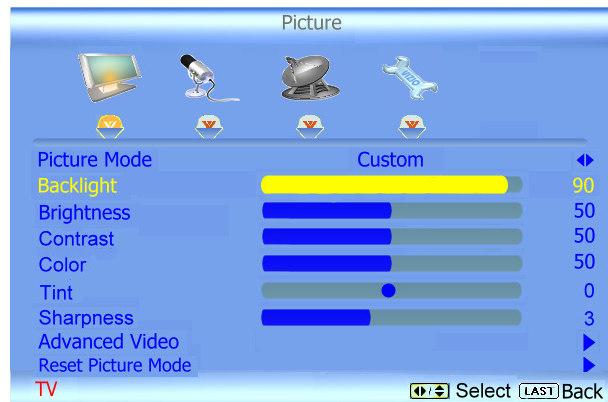 Picture
VIZIO
Picture Mode Custom
Backlight 90
Brightness 50
Contrast 50
Color 50
Tint 0
Sharpness 3
Advanced Video
Reset Picture Mode
TV Select LAST Back